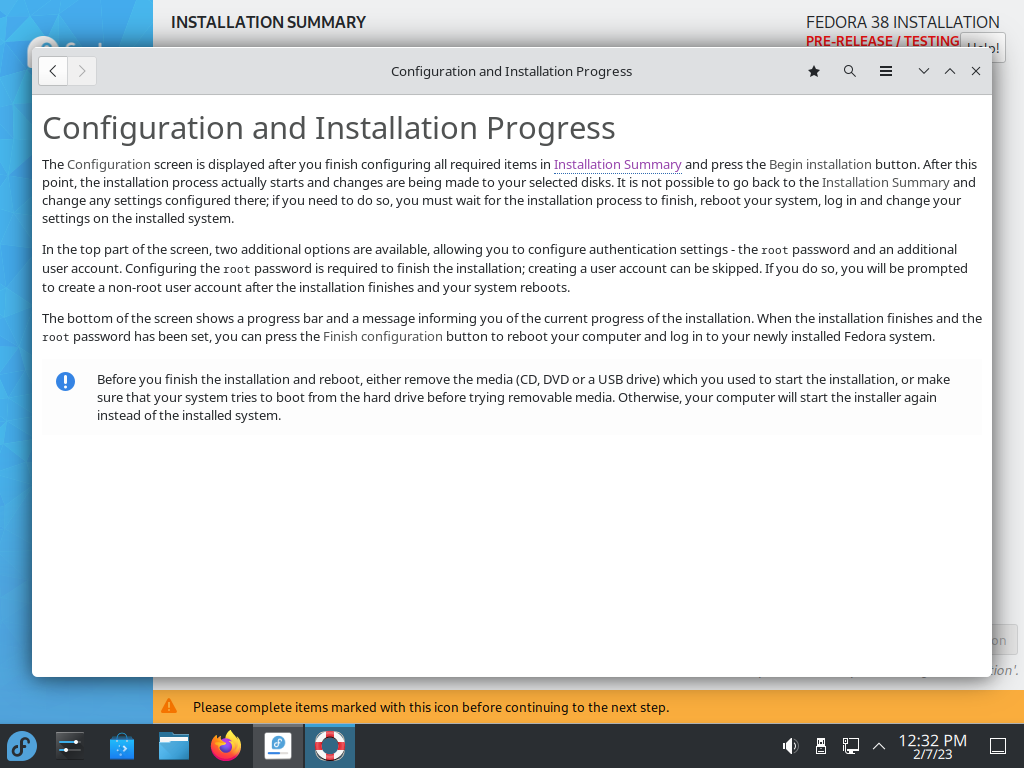 INSTALLATION SUMMARY
FEDORA 38 INSTALLATION
PRE-RELEASE / TESTING
Configuration and Installation Progress
Configuration and Installation Progress
The Configuration screen is displayed after you finish configuring all required items in Installation Summary and press the Begin installation button. After this
point, the installation process actually starts and changes are being made to your selected disks. It is not possible to go back to the Installation Summary and
change any settings configured there; if you need to do so, you must wait for the installation process to finish, reboot your system, log in and change your
settings on the installed system.
In the top part of the screen, two additional options are available, allowing you to configure authentication settings - the root password and an additional
user account. Configuring the root password is required to finish the installation; creating a user account can be skipped. If you do so, you will be prompted
to create a non-root user account after the installation finishes and your system reboots.
The bottom of the screen shows a progress bar and a message informing you of the current progress of the installation. When the installation finishes and the
root password has been set, you can press the Finish configuration button to reboot your computer and log in to your newly installed Fedora system.
Before you finish the installation and reboot, either remove the media (CD, DVD or a USB drive) which you used to start the installation, or make
sure that your system tries to boot from the hard drive before trying removable media. Otherwise, your computer will start the installer again
instead of the installed system.
Please complete items marked with this icon before continuing to the next step.
12:32 PM
2/7/23